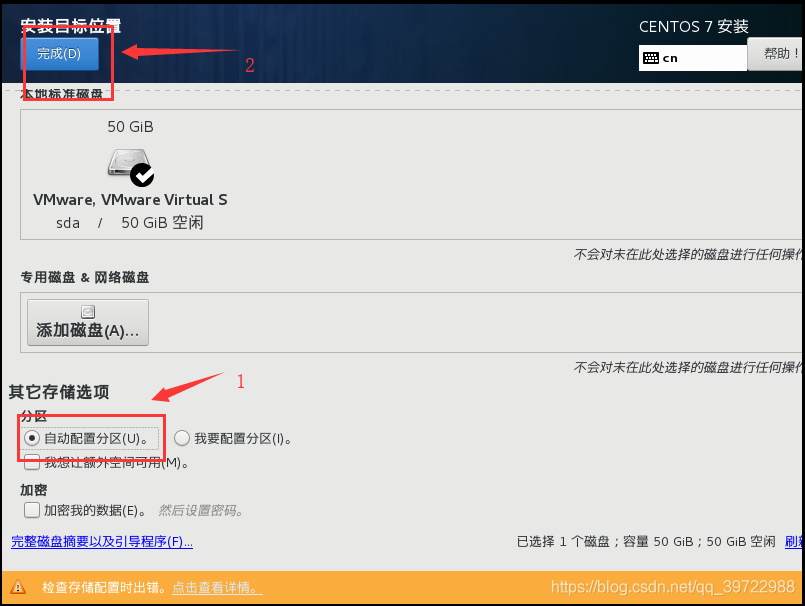 安装目标位置
CENTOS 7 安装
完成(D)
2
cn
帮助！
本地标准磁盘
50 GiB
VMware, VMware Virtual S
sda / 50 GiB 空闲
不会对未在此处选择的磁盘进行任何操作
专用磁盘 & 网络磁盘
添加磁盘(A)...
不会对未在此处选择的磁盘进行任何操作
1
其它存储选项
分区
自动配置分区(U)。 我要配置分区(I)。
我想让额外空间可用(M)。
加密
加密我的数据(E)。 然后设置密码。
完整磁盘摘要以及引导程序(F)... 已选择 1 个磁盘；容量 50 GiB；50 GiB 空闲 刷新
检查存储配置时出错。点击查看详情。
https://blog.csdn.net/qq_39722988